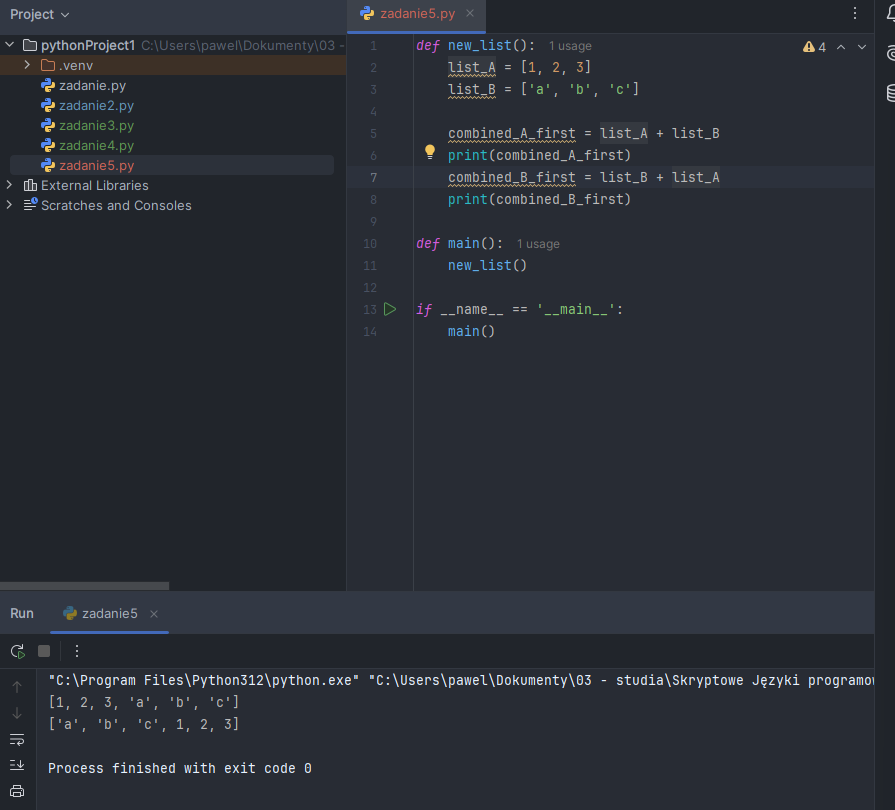 Project
pythonProject1 C:\Users\pawel\Dokumenty\03 -
.venv
zadanie.py
zadanie2.py
zadanie3.py
zadanie4.py
zadanie5.py
External Libraries
Scratches and Consoles
zadanie5.py
4
1 def new_list(): 1 usage
2     list_A = [1, 2, 3]
3     list_B = ['a', 'b', 'c']
4
5     combined_A_first = list_A + list_B
6     print(combined_A_first)
7     combined_B_first = list_B + list_A
8     print(combined_B_first)
9
10 def main(): 1 usage
11     new_list()
12
13 if __name__ == '__main__':
14     main()
Run zadanie5
"C:\Program Files\Python312\python.exe" "C:\Users\pawel\Dokumenty\03 - studia\Skryptowe Języki programow
[1, 2, 3, 'a', 'b', 'c']
['a', 'b', 'c', 1, 2, 3]
Process finished with exit code 0